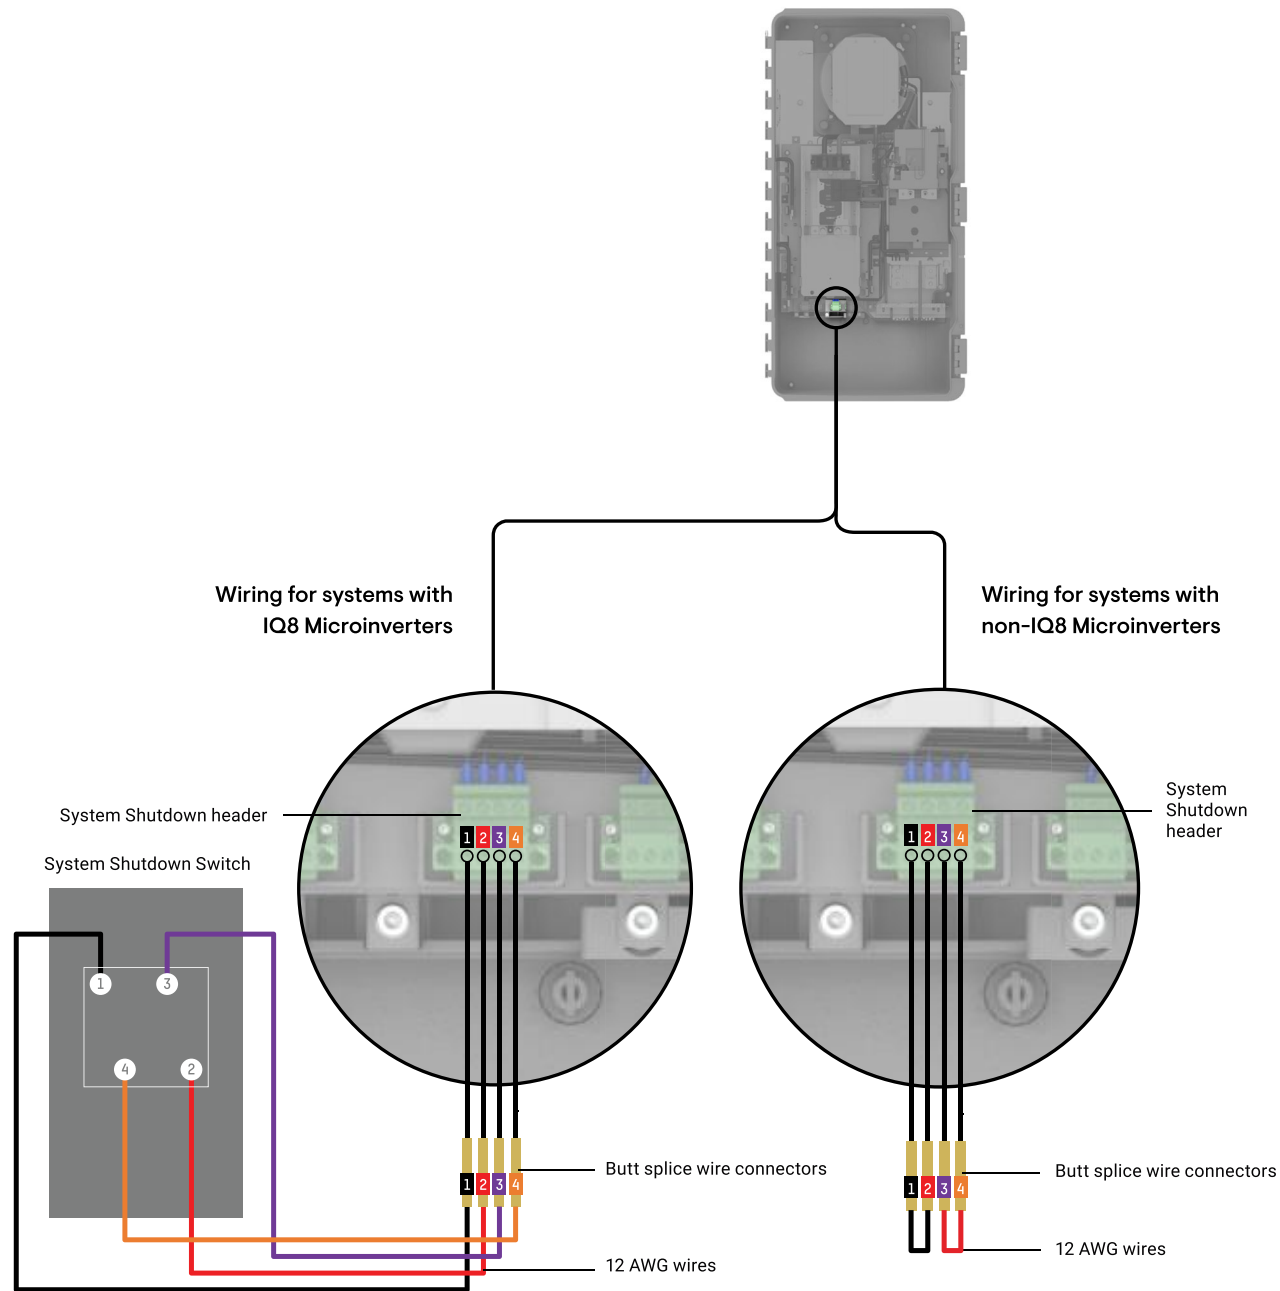 Wiring for systems with
IQ8 Microinverters
Wiring for systems with
non-IQ8 Microinverters
System Shutdown header
1 2 3 4
System Shutdown Switch
1 3
4 2
System
Shutdown
header
1 2 3 4
Butt splice wire connectors
1 2 3 4
12 AWG wires
Butt splice wire connectors
1 2 3 4
12 AWG wires